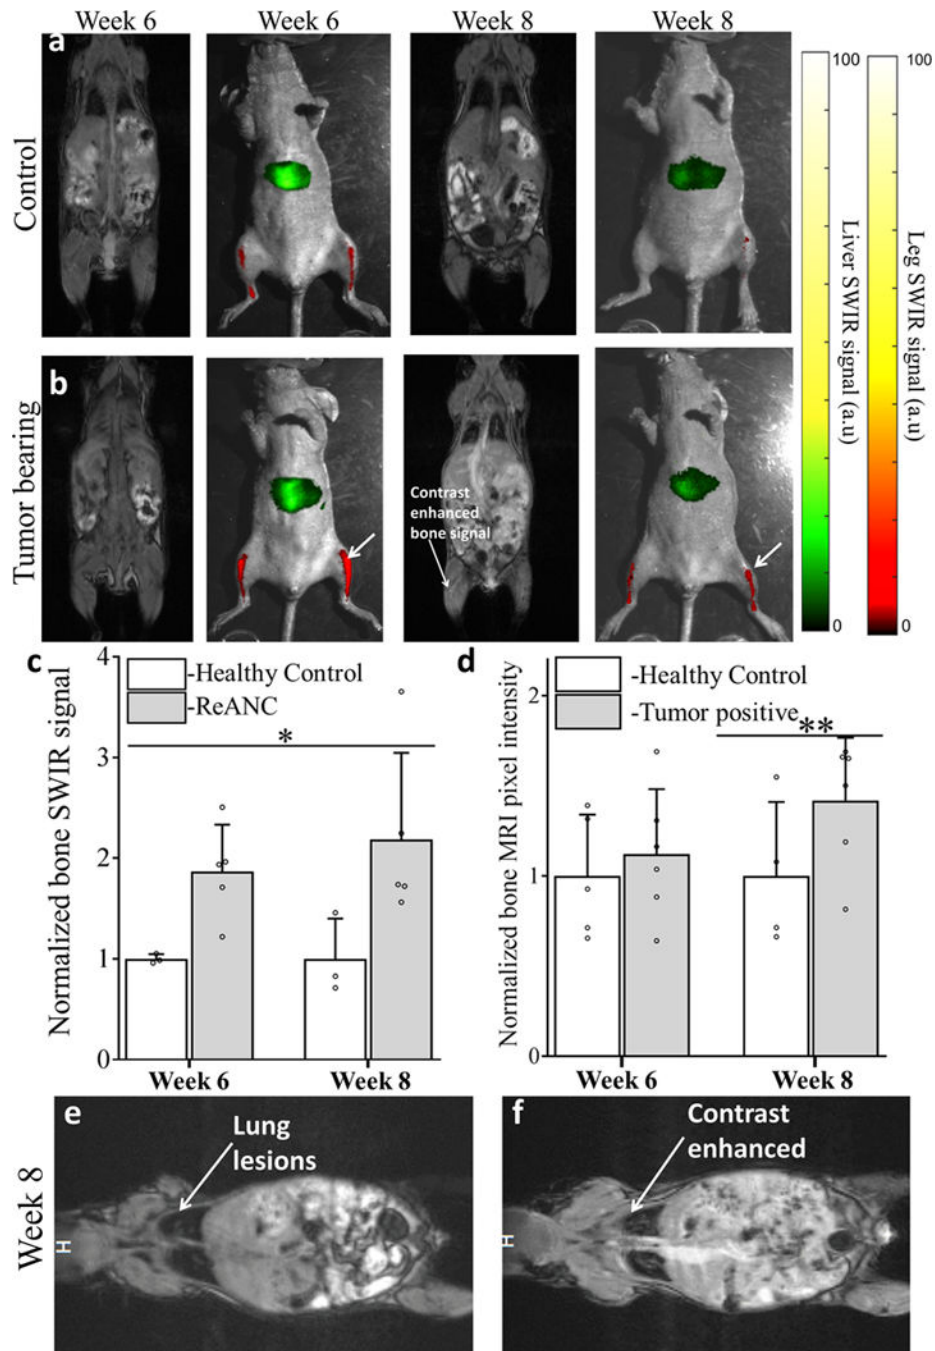 Week 6
Week 6
Week 8
Week 8
a
Control
100
100
Liver SWIR signal (a.u)
Leg SWIR signal (a.u)
0
0
b
Tumor bearing
Contrast
enhanced
bone signal
c
Normalized bone SWIR signal
4
3
2
1
0
-Healthy Control
-ReANC
*
Week 6
Week 8
d
Normalized bone MRI pixel intensity
2
1
0
-Healthy Control
-Tumor positive
**
Week 6
Week 8
Week 8
e
Lung
lesions
H
f
Contrast
enhanced
H